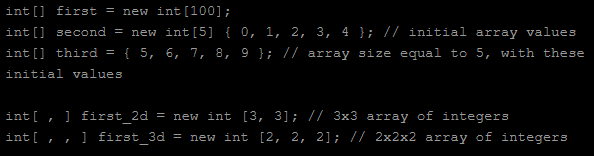 int[] first = new int[100];
int[] second = new int[5] { 0, 1, 2, 3, 4 }; // initial array values
int[] third = { 5, 6, 7, 8, 9 }; // array size equal to 5, with these
initial values
int[ , ] first_2d = new int [3, 3]; // 3x3 array of integers
int[ , , ] first_3d = new int [2, 2, 2]; // 2x2x2 array of integers